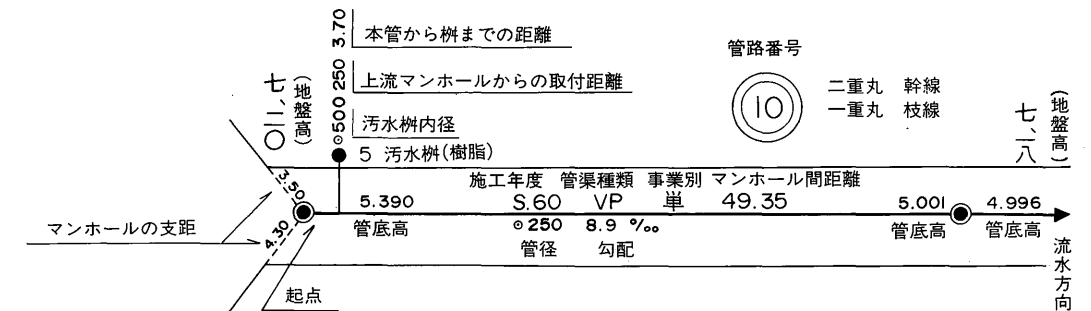 3.70 本管から桝までの距離
250 上流マンホールからの取付距離
⊙500 汚水桝内径
5 汚水桝(樹脂)
七、〇一二 (地盤高)
管路番号
10
二重丸 幹線
一重丸 枝線
七、一八 (地盤高)
施工年度 管渠種類 事業別 マンホール間距離
3.50
5.390 S.60 VP 単 49.35 5.001 4.996
マンホールの支距
4.30
管底高 ⊙250 8.9 ‰ 管底高 管底高
管径 勾配
起点
流水方向